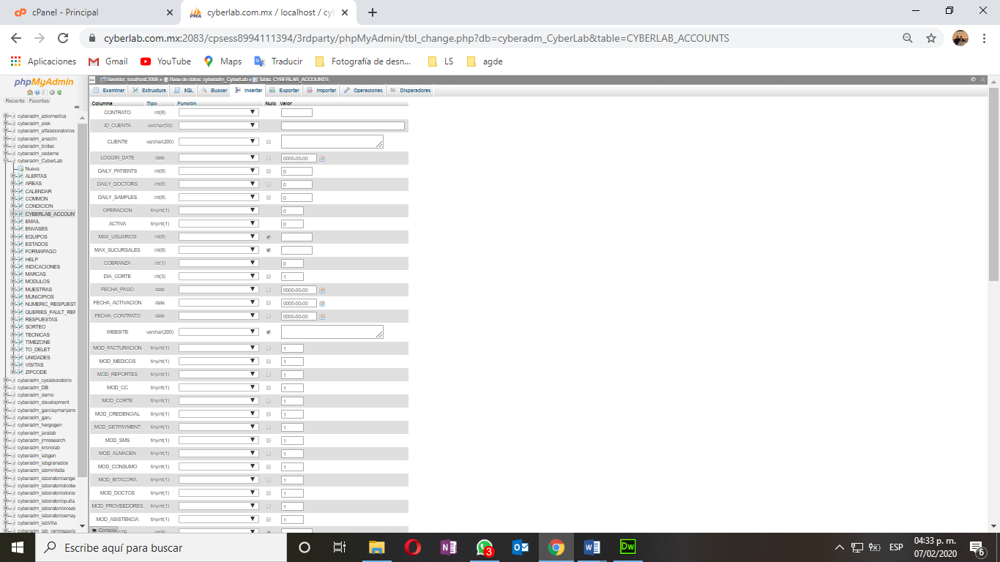 cPanel - Principal
cyberlab.com.mx / localhost / cyb
cyberlab.com.mx:2083/cpsess8994111394/3rdparty/phpMyAdmin/tbl_change.php?db=cyberadm_CyberLab&table=CYBERLAB_ACCOUNTS
Aplicaciones
Gmail
YouTube
Maps
Traducir
Fotografía de desn...
LS
agde
phpMyAdmin
Reciente
Favoritas
cyberadm_abiomedica
cyberadm_alek
cyberadm_alfalaboratorios
cyberadm_anaclin
cyberadm_biotec
cyberadm_cedeme
cyberadm_CyberLab
Nueva
ALERTAS
AREAS
CALENDAR
COMMON
CONDICION
CYBERLAB_ACCOUNT
EMAIL
ENVASES
EQUIPOS
ESTADOS
FORMAPAGO
HELP
INDICACIONES
MARCAS
MODULOS
MUESTRAS
MUNICIPIOS
NUMERIC_RESPUEST
QUERIES_FAULT_REF
RESPUESTAS
SORTEO
TECNICAS
TIMEZONE
TO_DELET
UNIDADES
VISITAS
ZIPCODE
cyberadm_cyslaboratorio
cyberadm_DB
cyberadm_demo
cyberadm_development
cyberadm_garciaymanjarre
cyberadm_garu
cyberadm_hergogen
cyberadm_jaralab
cyberadm_jmresearch
cyberadm_kronolab
cyberadm_labgen
cyberadm_labgranados
cyberadm_labmintsita
cyberadm_laboratorioange
cyberadm_laboratoriobiotec
cyberadm_laboratoriodorad
cyberadm_laboratorioputla
cyberadm_laboratoriorosale
cyberadm_laboratoriosmay
cyberadm_labVilla
cyberadm_lab_ramirezavila
Servidor: localhost:3306 » Base de datos: cyberadm_CyberLab » Tabla: CYBERLAB_ACCOUNTS
Examinar Estructura SQL Buscar Insertar Exportar Importar Operaciones Disparadores
Columna Tipo Función Nulo Valor
CONTRATO int(8)
ID_CUENTA varchar(50)
CLIENTE varchar(200)
LOGGIN_DATE date 0000-00-00
DAILY_PATIENTS int(8) 0
DAILY_DOCTORS int(8) 0
DAILY_SAMPLES int(8) 0
OPERACION tinyint(1) 0
ACTIVA tinyint(1) 0
MAX_USUARIOS int(8)
MAX_SUCURSALES int(8)
COBRANZA int(1) 0
DIA_CORTE int(3) 1
FECHA_PAGO date 0000-00-00
FECHA_ACTIVACION date 0000-00-00
FECHA_CONTRATO date 0000-00-00
WEBSITE varchar(200)
MOD_FACTURACION tinyint(1) 1
MOD_MEDICOS tinyint(1) 1
MOD_REPORTES tinyint(1) 1
MOD_CC tinyint(1) 1
MOD_CORTE tinyint(1) 1
MOD_CREDENCIAL tinyint(1) 1
MOD_GETPAYMENT tinyint(1) 1
MOD_SMS tinyint(1) 1
MOD_ALMACEN tinyint(1) 1
MOD_CONSUMO tinyint(1) 1
MOD_BITACORA tinyint(1) 1
MOD_DOCTOS tinyint(1) 1
MOD_PROVEEDORES tinyint(1) 1
MOD_ASISTENCIA tinyint(1) 1
Consola
Escribe aquí para buscar
3
ESP
04:33 p. m.
07/02/2020
6